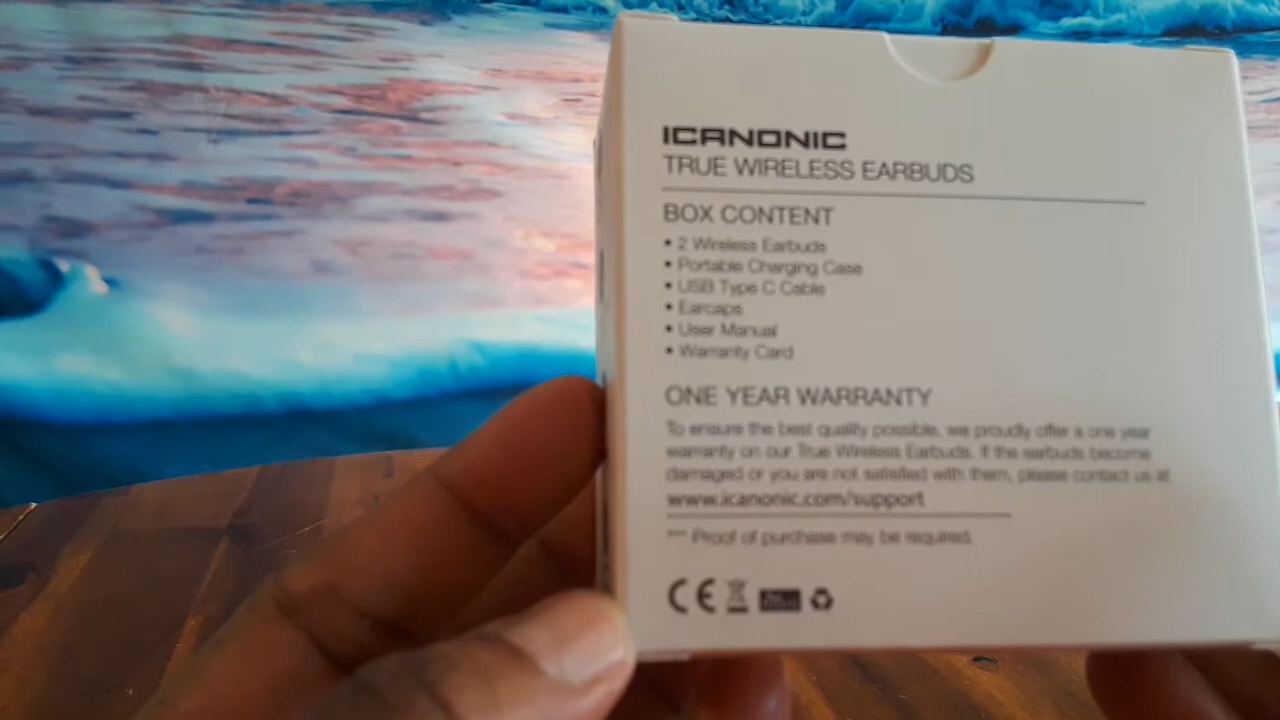 ICANONIC
TRUE WIRELESS EARBUDS
BOX CONTENT
• 2 Wireless Earbuds
• Portable Charging Case
• USB Type C Cable
• Earcaps
• User Manual
• Warranty Card
ONE YEAR WARRANTY
To ensure the best quality possible, we proudly offer a one year
warranty on our True Wireless Earbuds. If the earbuds become
damaged or you are not satisfied with them, please contact us at
www.icanonic.com/support
*** Proof of purchase may be required.
CE